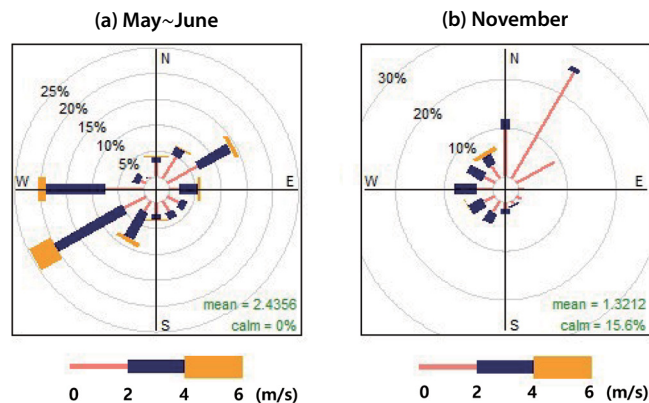 (a) May~June
N
25%
20%
15%
10%
5%
W
E
mean = 2.4356
S
calm = 0%
0 2 4 6 (m/s)
(b) November
N
30%
20%
10%
W
E
mean = 1.3212
S
calm = 15.6%
0 2 4 6 (m/s)